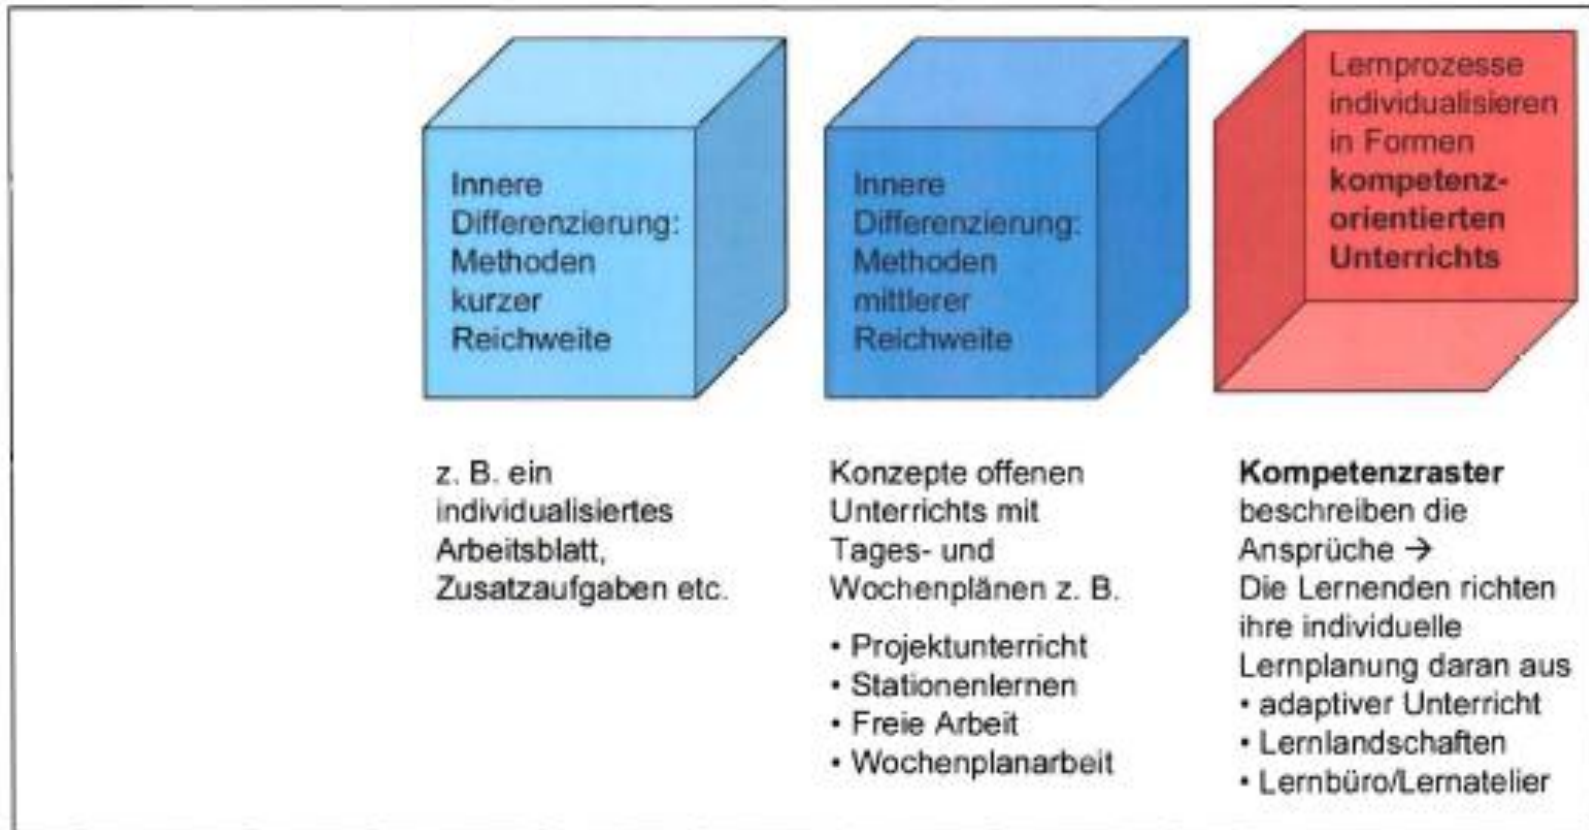 Innere
Differenzierung:
Methoden
kurzer
Reichweite
Innere
Differenzierung:
Methoden
mittlerer
Reichweite
Lernprozesse
individualisieren
in Formen
kompetenz-
orientierten
Unterrichts
z. B. ein
individualisiertes
Arbeitsblatt,
Zusatzaufgaben etc.
Konzepte offenen
Unterrichts mit
Tages- und
Wochenplänen z. B.
• Projektunterricht
• Stationenlernen
• Freie Arbeit
• Wochenplanarbeit
Kompetenzraster
beschreiben die
Ansprüche →
Die Lernenden richten
ihre individuelle
Lernplanung daran aus
• adaptiver Unterricht
• Lernlandschaften
• Lernbüro/Lernatelier